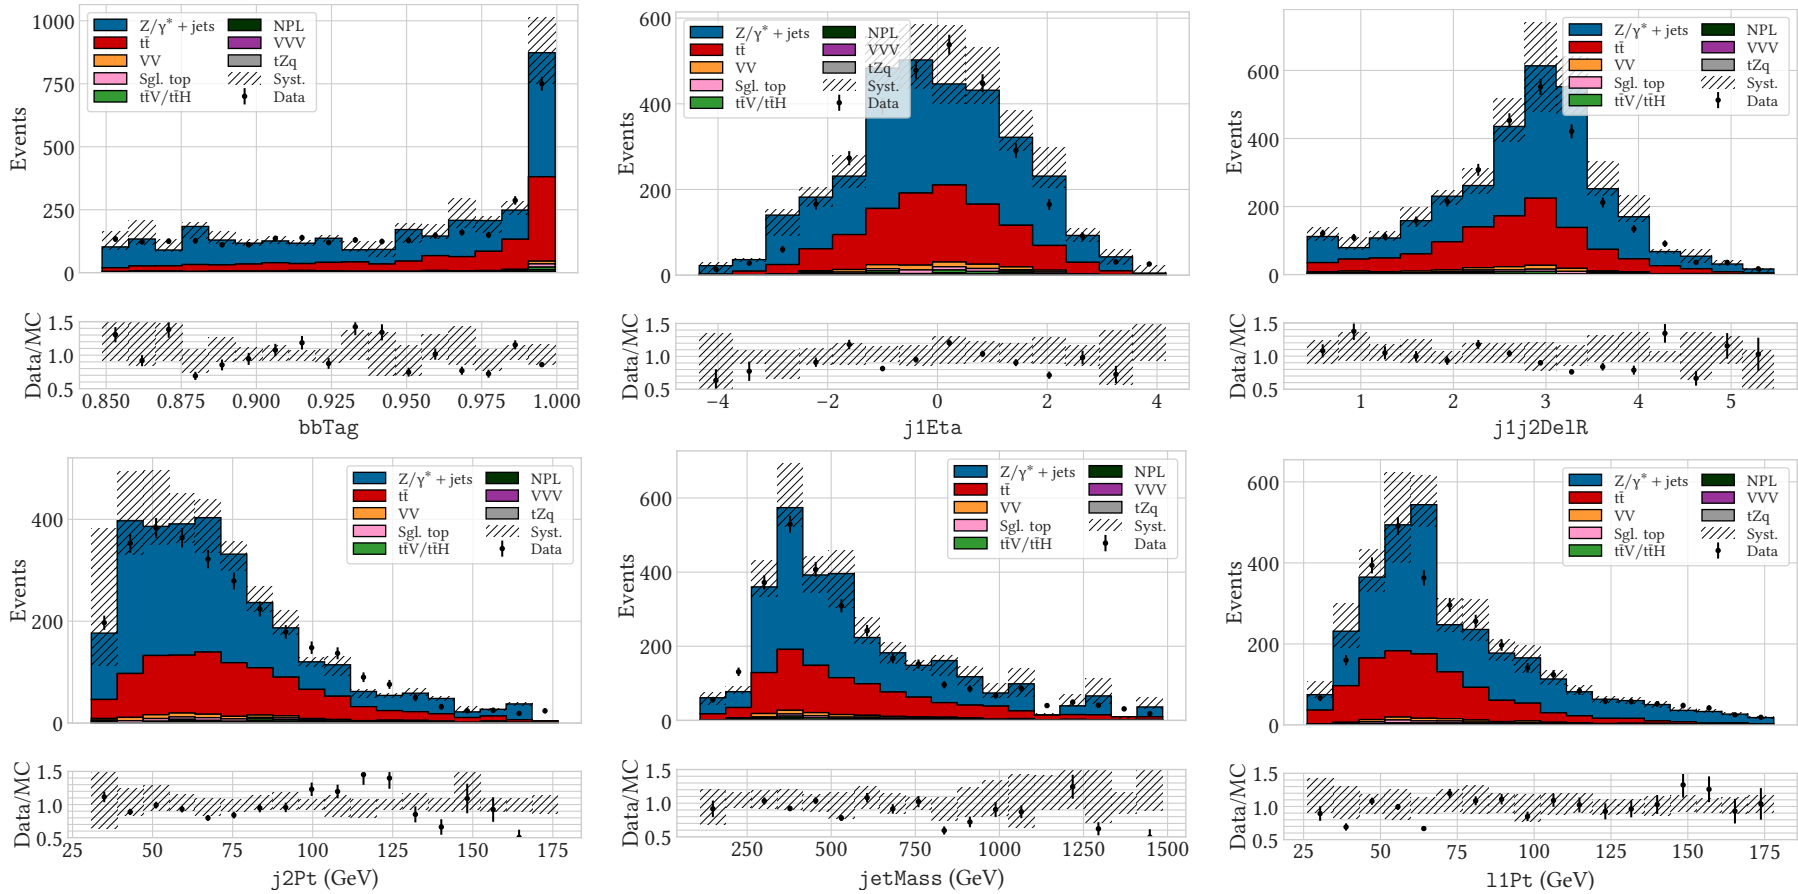 1000
750
500
250
0
Events
Z/γ* + jets
tt̄
VV
Sgl. top
tt̄V/tt̄H
NPL
VVV
tZq
Syst.
Data
1.5
1.0
0.5
Data/MC
0.850 0.875 0.900 0.925 0.950 0.975 1.000
bbTag
600
400
200
0
Events
Z/γ* + jets
tt̄
VV
Sgl. top
tt̄V/tt̄H
NPL
VVV
tZq
Syst.
Data
1.5
1.0
0.5
Data/MC
−4 −2 0 2 4
j1Eta
600
400
200
0
Events
Z/γ* + jets
tt̄
VV
Sgl. top
tt̄V/tt̄H
NPL
VVV
tZq
Syst.
Data
1.5
1.0
0.5
Data/MC
1 2 3 4 5
j1j2DelR
400
200
0
Events
Z/γ* + jets
tt̄
VV
Sgl. top
tt̄V/tt̄H
NPL
VVV
tZq
Syst.
Data
1.5
1.0
0.5
Data/MC
25 50 75 100 125 150 175
j2Pt (GeV)
600
400
200
0
Events
Z/γ* + jets
tt̄
VV
Sgl. top
tt̄V/tt̄H
NPL
VVV
tZq
Syst.
Data
1.5
1.0
0.5
Data/MC
250 500 750 1000 1250 1500
jetMass (GeV)
600
400
200
0
Events
Z/γ* + jets
tt̄
VV
Sgl. top
tt̄V/tt̄H
NPL
VVV
tZq
Syst.
Data
1.5
1.0
0.5
Data/MC
25 50 75 100 125 150 175
l1Pt (GeV)